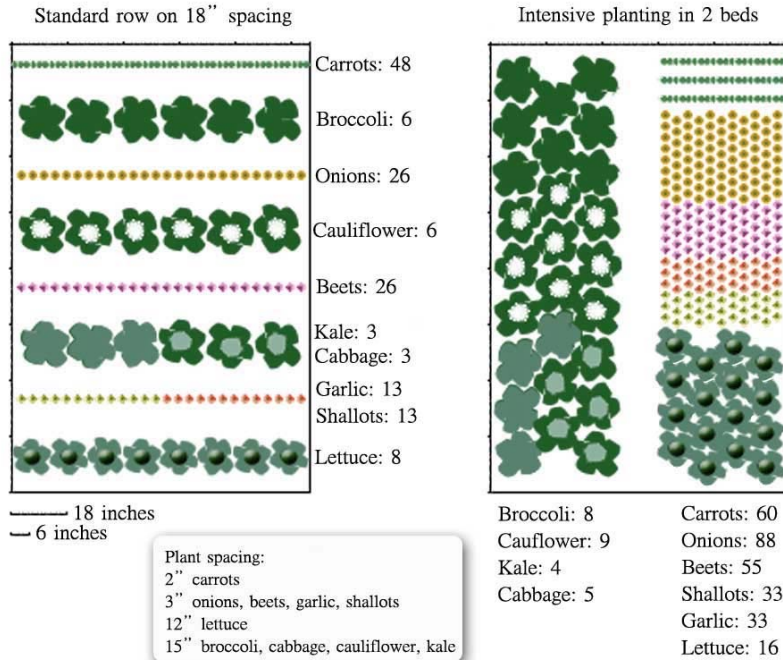 Standard row on 18” spacing
Carrots: 48
Broccoli: 6
Onions: 26
Cauliflower: 6
Beets: 26
Kale: 3
Cabbage: 3
Garlic: 13
Shallots: 13
Lettuce: 8
18 inches
6 inches
Plant spacing:
2” carrots
3” onions, beets, garlic, shallots
12” lettuce
15” broccoli, cabbage, cauliflower, kale
Intensive planting in 2 beds
Broccoli: 8
Cauflower: 9
Kale: 4
Cabbage: 5
Carrots: 60
Onions: 88
Beets: 55
Shallots: 33
Garlic: 33
Lettuce: 16